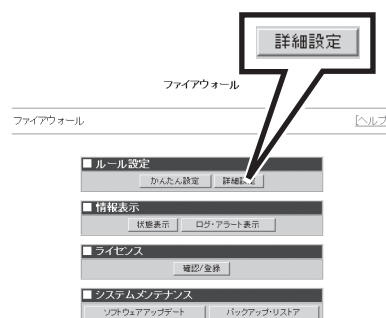 詳細設定
ファイアウォール
ファイアウォール [ヘルプ
■ ルール設定
かんたん設定 詳細設定
■ 情報表示
状態表示 ログ・アラート表示
■ ライセンス
確認/登録
■ システムメンテナンス
ソフトウェアアップデート バックアップ・リストア